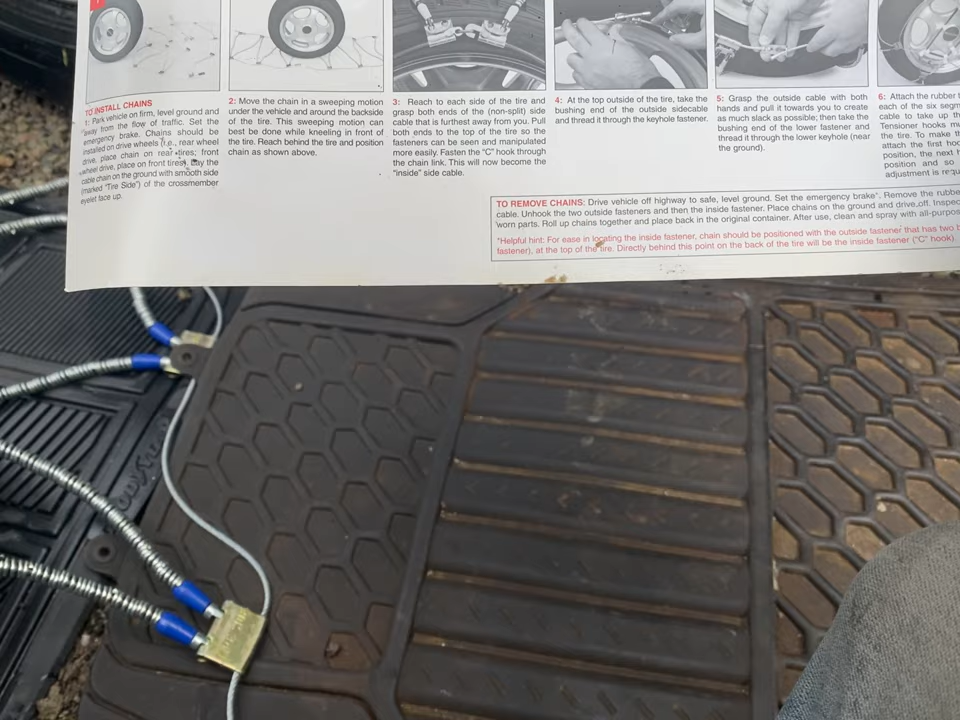 1
TO INSTALL CHAINS
1: Park vehicle on firm, level ground and
away from the flow of traffic. Set the
emergency brake. Chains should be
installed on drive wheels (i.e., rear wheel
drive, place chain on rear tires; front
wheel drive, place on front tires). Lay the
cable chain on the ground with smooth side
(marked "Tire Side") of the crossmember
eyelet face up.
2: Move the chain in a sweeping motion
under the vehicle and around the backside
of the tire. This sweeping motion can
best be done while kneeling in front of
the tire. Reach behind the tire and position
chain as shown above.
3: Reach to each side of the tire and
grasp both ends of the (non-split) side
cable that is furthest away from you. Pull
both ends to the top of the tire so the
fasteners can be seen and manipulated
more easily. Fasten the "C" hook through
the chain link. This will now become the
"inside" side cable.
4: At the top outside of the tire, take the
bushing end of the outside sidecable
and thread it through the keyhole fastener.
5: Grasp the outside cable with both
hands and pull it towards you to create
as much slack as possible; then take the
bushing end of the lower fastener and
thread it through the lower keyhole (near
the ground).
6: Attach the rubber
each of the six seg
cable to take up th
Tensioner hooks mu
the tire. To make th
attach the first hoo
position, the next h
position and so
adjustment is requ
TO REMOVE CHAINS: Drive vehicle off highway to safe, level ground. Set the emergency brake*. Remove the rubbe
cable. Unhook the two outside fasteners and then the inside fastener. Place chains on the ground and drive off. Inspec
worn parts. Roll up chains together and place back in the original container. After use, clean and spray with all-purpos
*Helpful hint: For ease in locating the inside fastener, chain should be positioned with the outside fastener that has two b
fastener), at the top of the tire. Directly behind this point on the back of the tire will be the inside fastener ("C" hook)